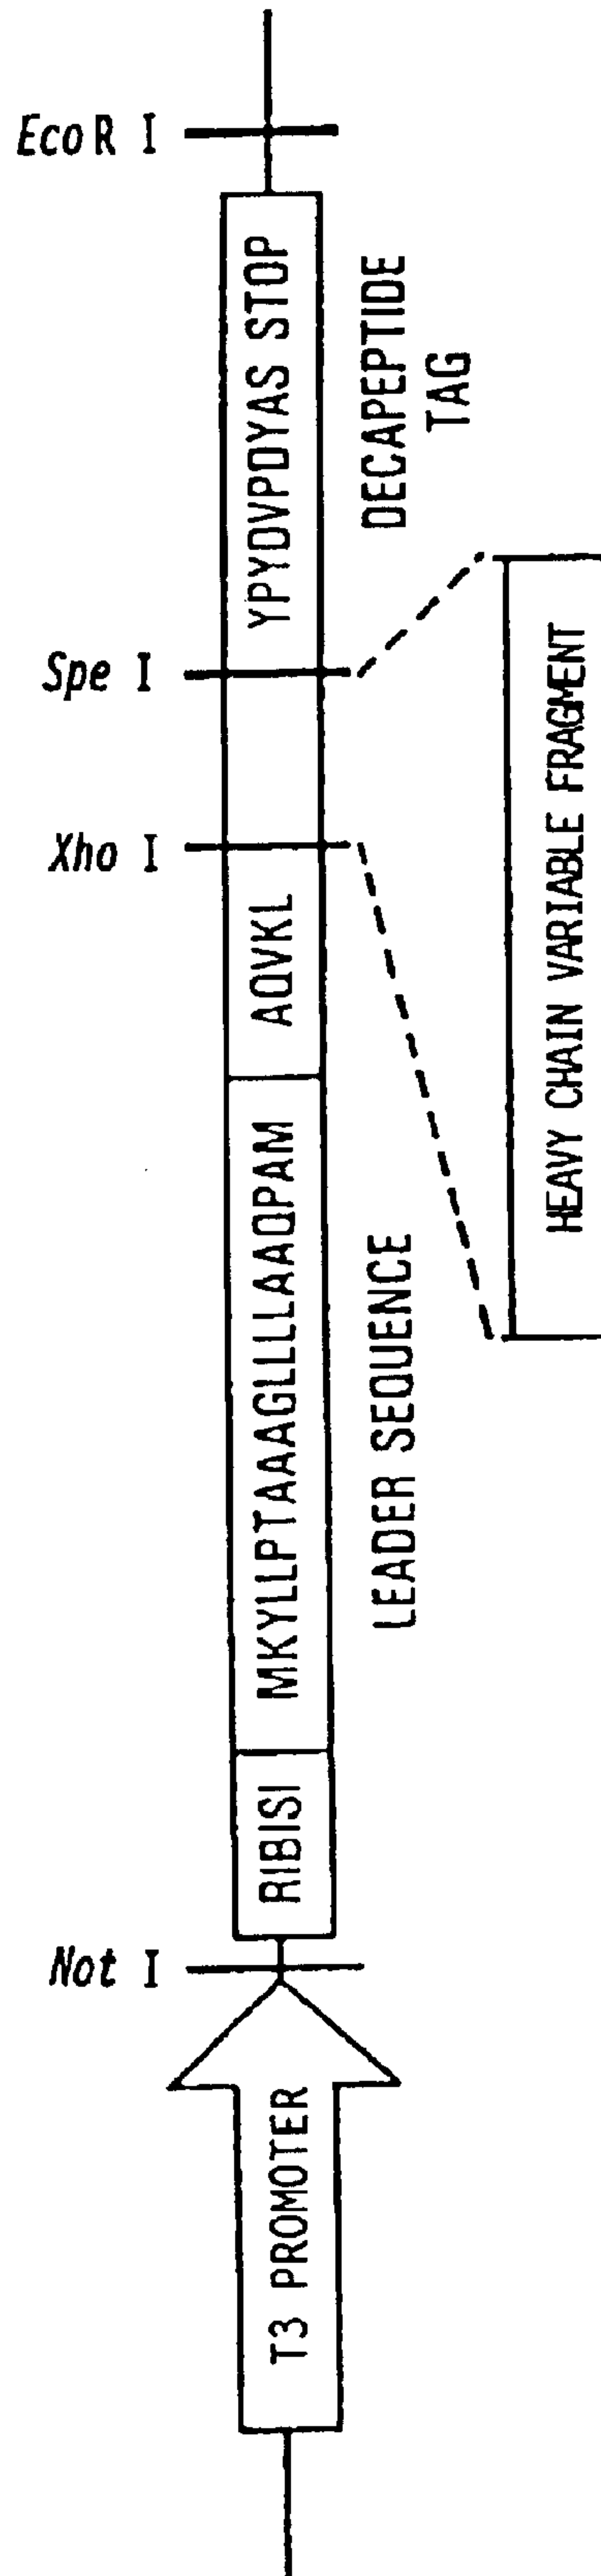 T3 PROMOTER
Not I
RIBISI
MKYLLPTAAAGLLLLAAQPAM
LEADER SEQUENCE
AQVKL
Xho I
Spe I
YPYDVPDYAS STOP
DECAPEPTIDE
TAG
EcoR I
HEAVY CHAIN VARIABLE FRAGMENT